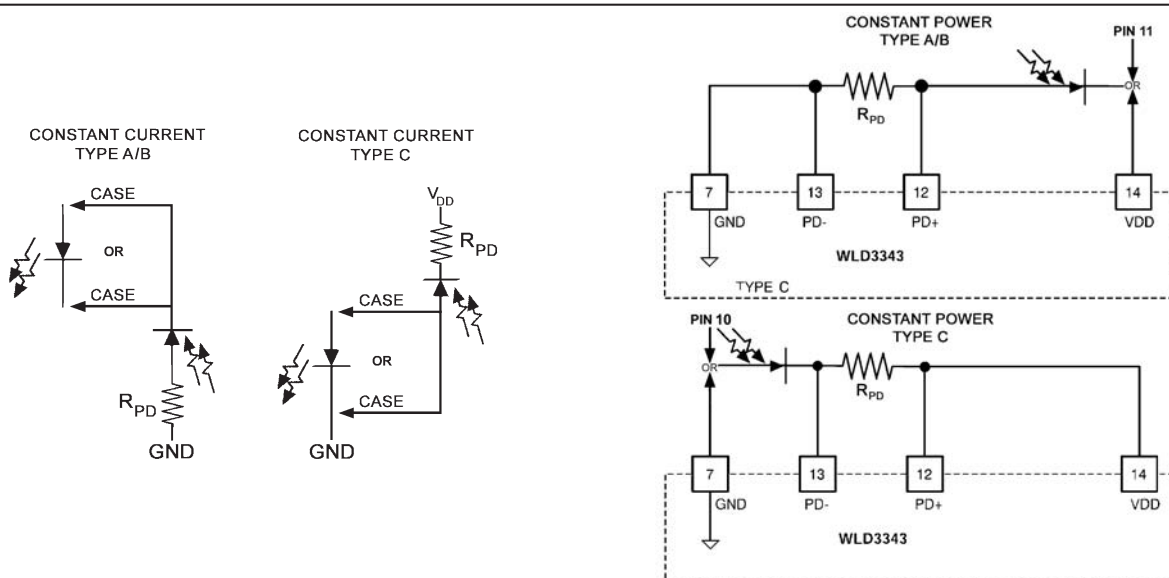 CONSTANT CURRENT
TYPE A/B
CASE
OR
CASE
R_PD
GND
CONSTANT CURRENT
TYPE C
V_DD
R_PD
CASE
OR
CASE
GND
CONSTANT POWER
TYPE A/B
PIN 11
OR
R_PD
7
13
12
14
GND
PD-
PD+
VDD
WLD3343
TYPE C
CONSTANT POWER
TYPE C
PIN 10
OR
R_PD
7
13
12
14
GND
PD-
PD+
VDD
WLD3343